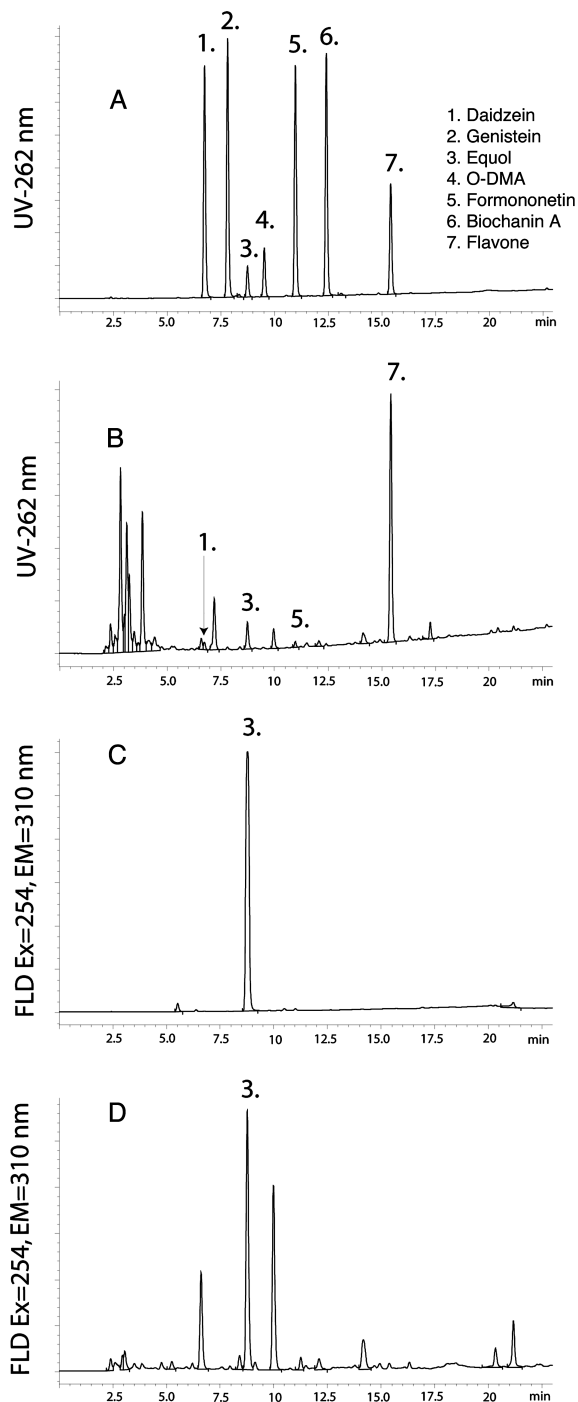 1.
2.
5.
6.
A
1. Daidzein
2. Genistein
3. Equol
4. O-DMA
5. Formononetin
6. Biochanin A
7. Flavone
7.
4.
3.
UV-262 nm
2.5 5.0 7.5 10 12.5 15.0 17.5 20 min
7.
B
1.
3.
5.
UV-262 nm
2.5 5.0 7.5 10 12.5 15.0 17.5 20 min
3.
C
FLD Ex=254, EM=310 nm
2.5 5.0 7.5 10 12.5 15.0 17.5 20 min
3.
D
FLD Ex=254, EM=310 nm
2.5 5.0 7.5 10 12.5 15.0 17.5 20 min